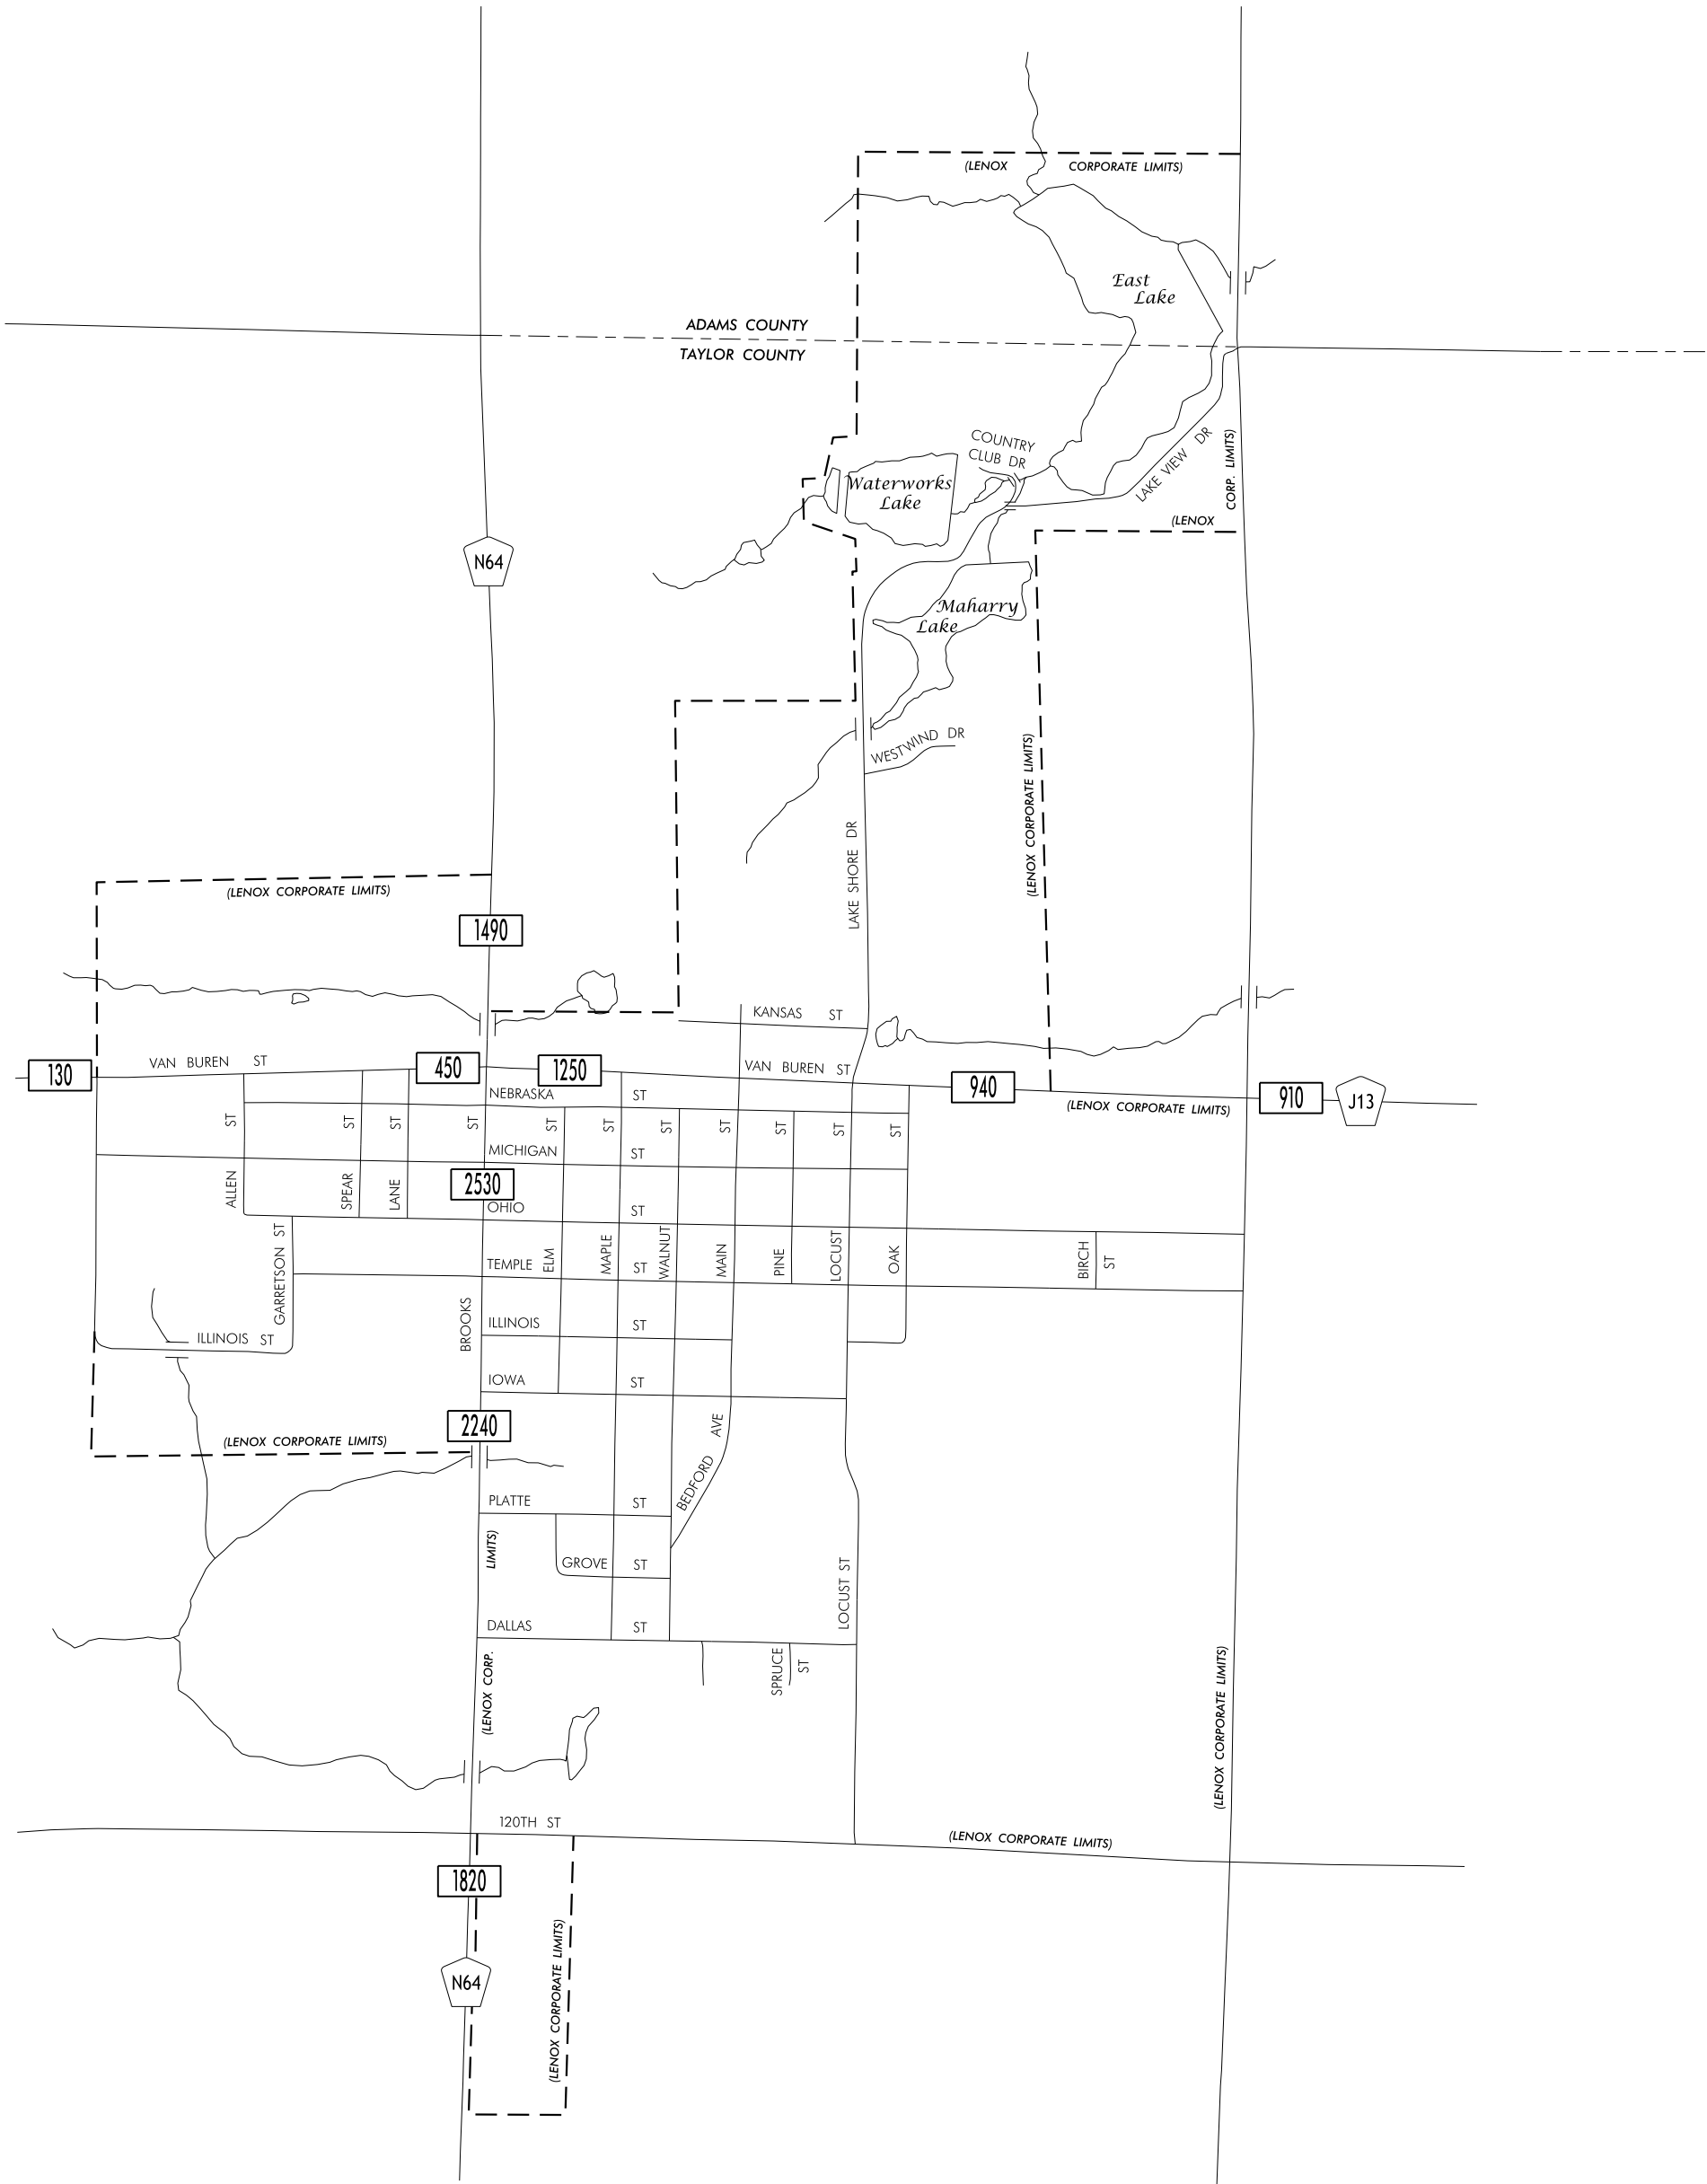 (LENOX CORPORATE LIMITS)
East
Lake
ADAMS COUNTY
TAYLOR COUNTY
COUNTRY
CLUB DR
LAKE VIEW DR
CORP. LIMITS)
(LENOX
Waterworks
Lake
N64
Maharry
Lake
WESTWIND DR
(LENOX CORPORATE LIMITS)
LAKE SHORE DR
(LENOX CORPORATE LIMITS)
1490
KANSAS ST
VAN BUREN ST
130
450
1250
VAN BUREN ST
940
910
J13
(LENOX CORPORATE LIMITS)
NEBRASKA ST
ALLEN ST
SPEAR ST
LANE ST
BROOKS ST
ELM ST
MAPLE ST
WALNUT ST
MAIN ST
PINE ST
LOCUST ST
OAK ST
MICHIGAN ST
2530
OHIO ST
GARRETSON ST
TEMPLE ST
BIRCH ST
ILLINOIS ST
ILLINOIS ST
IOWA ST
2240
(LENOX CORPORATE LIMITS)
BEDFORD AVE
PLATTE ST
LIMITS)
(LENOX CORP.
GROVE ST
LOCUST ST
DALLAS ST
SPRUCE ST
(LENOX CORPORATE LIMITS)
120TH ST
(LENOX CORPORATE LIMITS)
1820
(LENOX CORPORATE LIMITS)
N64